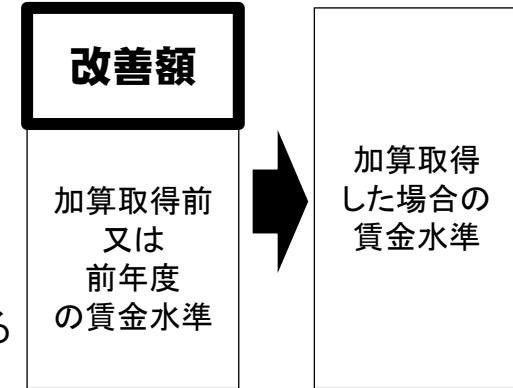 改善額
加算取得前
又は
前年度
の賃金水準
る
加算取得
した場合の
賃金水準